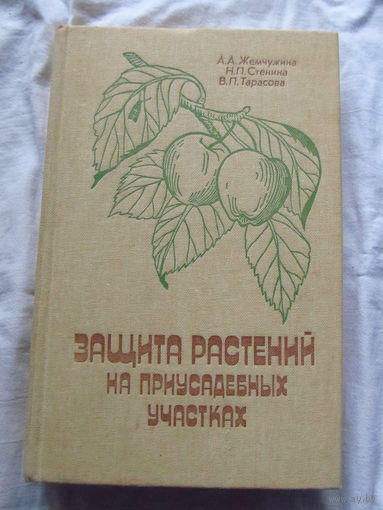 А.А. Жемчужина
Н.П. Стенина
В.П. Тарасова
ЗАЩИТА РАСТЕНИЙ
НА ПРИУСАДЕБНЫХ
УЧАСТКАХ